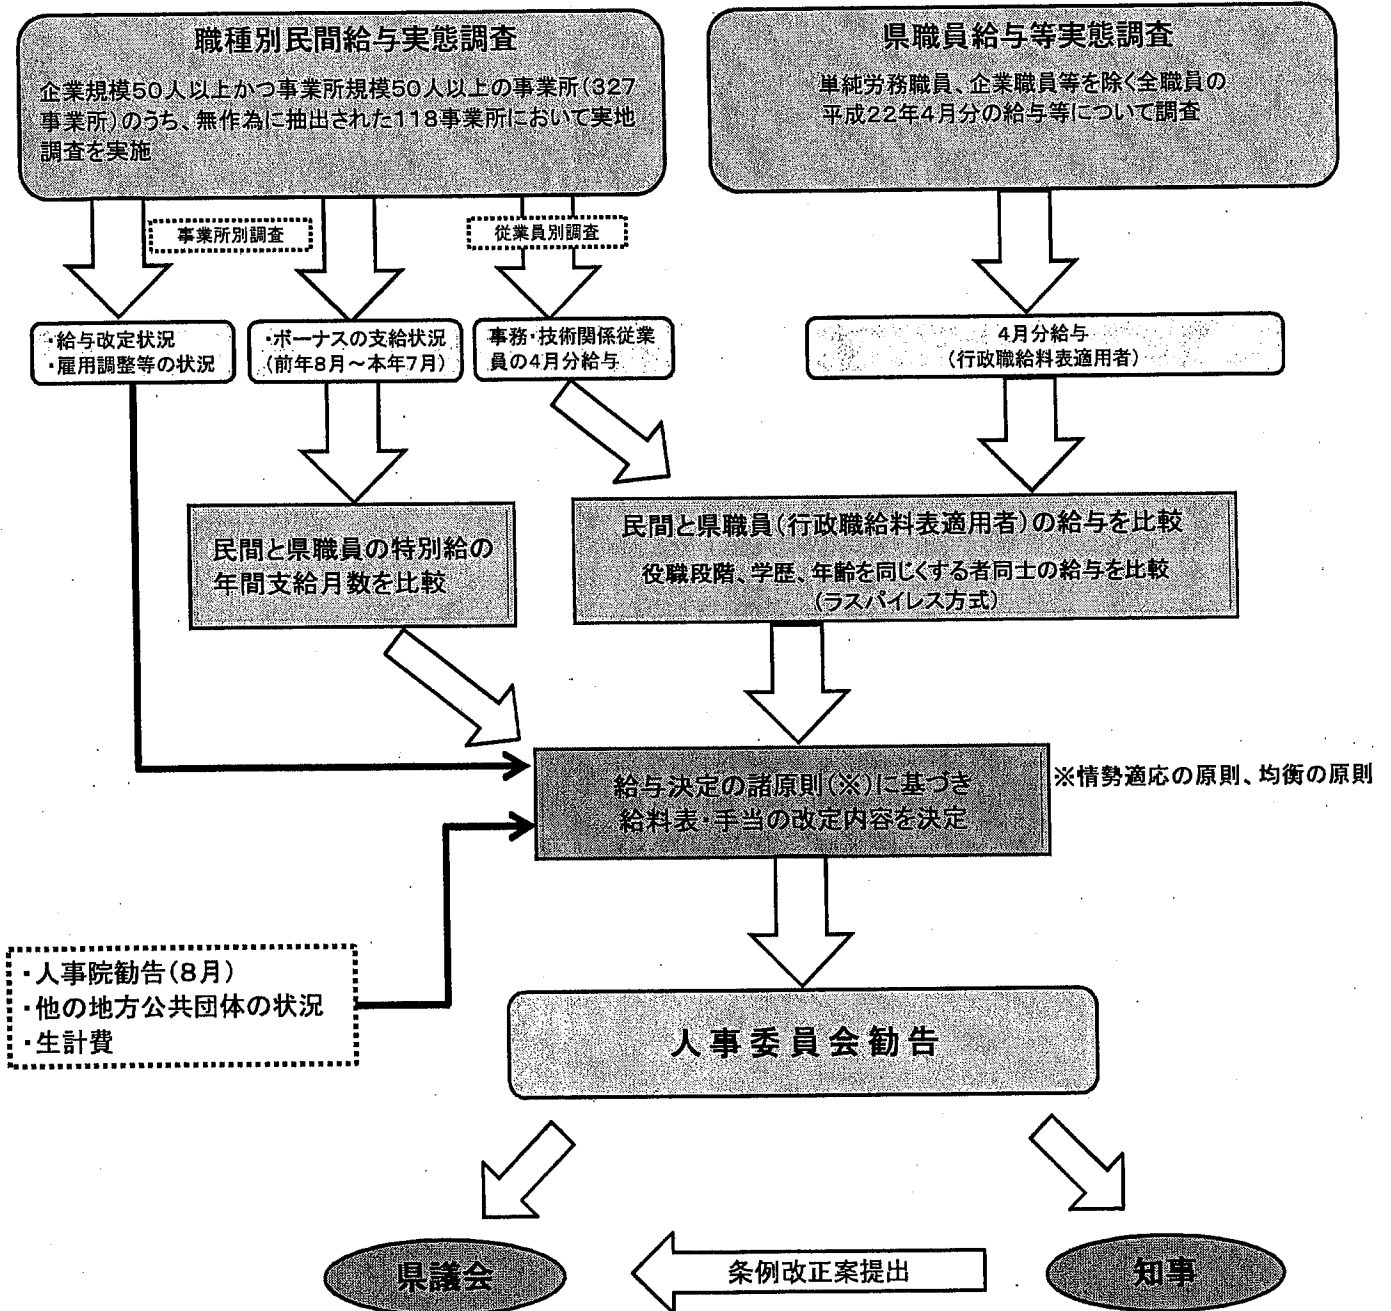 職種別民間給与実態調査
企業規模50人以上かつ事業所規模50人以上の事業所(327
事業所)のうち、無作為に抽出された118事業所において実地
調査を実施
県職員給与等実態調査
単純労務職員、企業職員等を除く全職員の
平成22年4月分の給与等について調査
事業所別調査
従業員別調査
・給与改定状況
・雇用調整等の状況
・ボーナスの支給状況
(前年8月～本年7月)
事務・技術関係従業
員の4月分給与
4月分給与
(行政職給料表適用者)
民間と県職員の特別給の
年間支給月数を比較
民間と県職員(行政職給料表適用者)の給与を比較
役職段階、学歴、年齢を同じくする者同士の給与を比較
(ラスパイレス方式)
給与決定の諸原則(※)に基づき
給料表・手当の改定内容を決定
※情勢適応の原則、均衡の原則
・人事院勧告(8月)
・他の地方公共団体の状況
・生計費
人事委員会勧告
県議会
条例改正案提出
知事